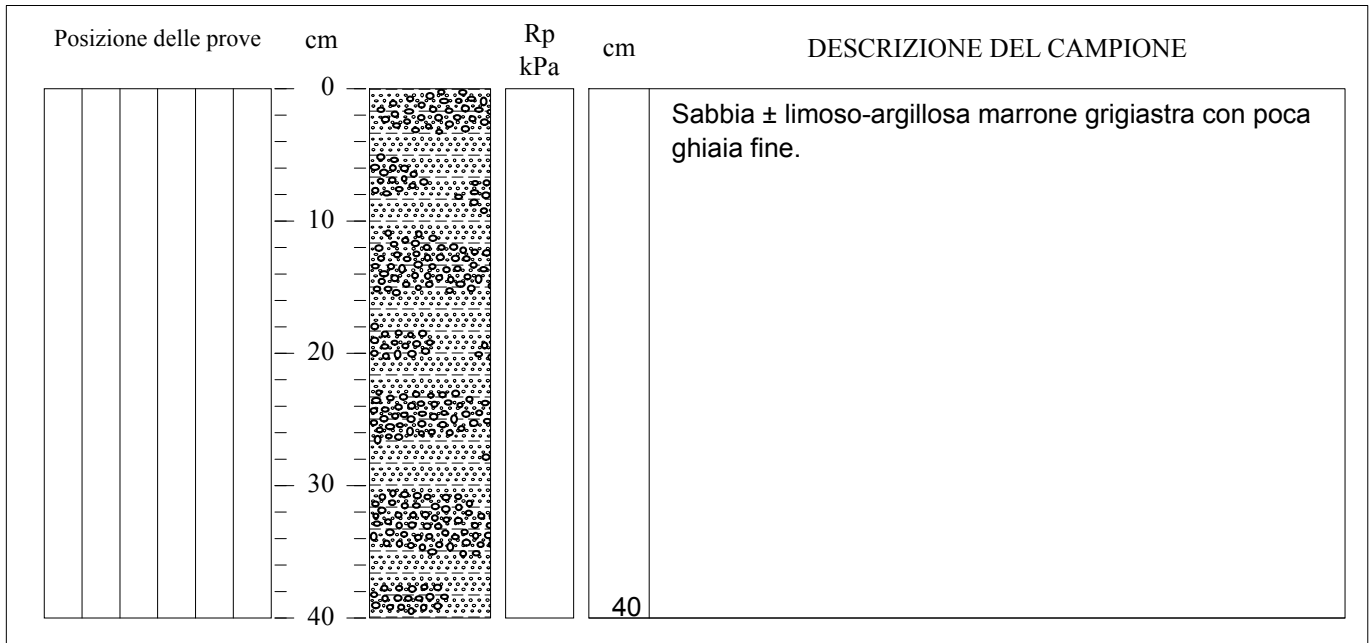 Posizione delle prove
cm
Rp
kPa
cm
DESCRIZIONE DEL CAMPIONE
0
10
20
30
40
40
Sabbia ± limoso-argillosa marrone grigiastra con poca
ghiaia fine.